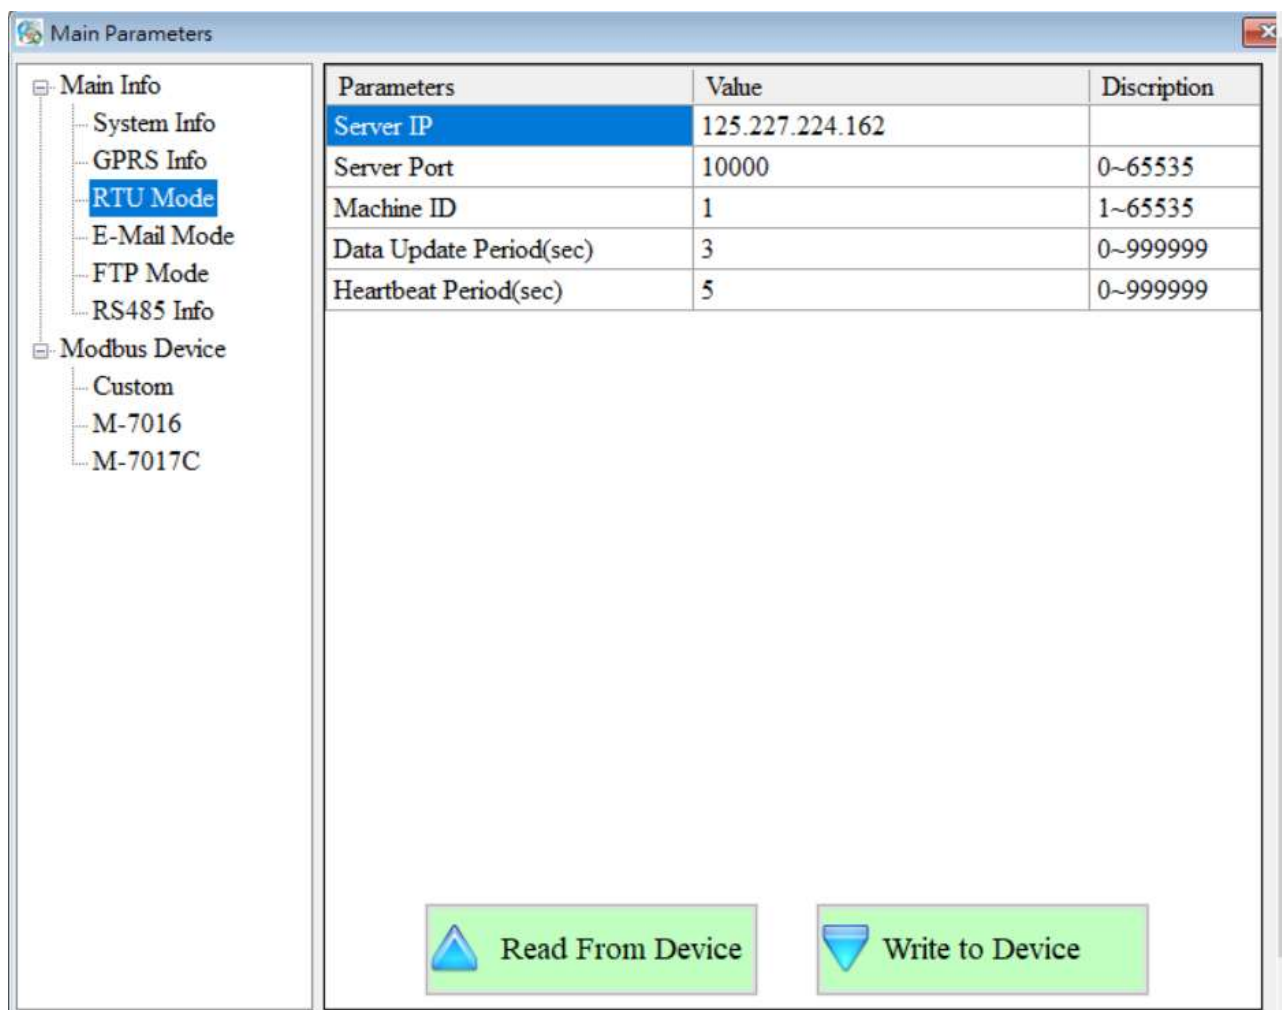 Main Parameters
Main Info
System Info
GPRS Info
RTU Mode
E-Mail Mode
FTP Mode
RS485 Info
Modbus Device
Custom
M-7016
M-7017C
Parameters Value Discription
Server IP 125.227.224.162
Server Port 10000 0~65535
Machine ID 1 1~65535
Data Update Period(sec) 3 0~999999
Heartbeat Period(sec) 5 0~999999
Read From Device Write to Device